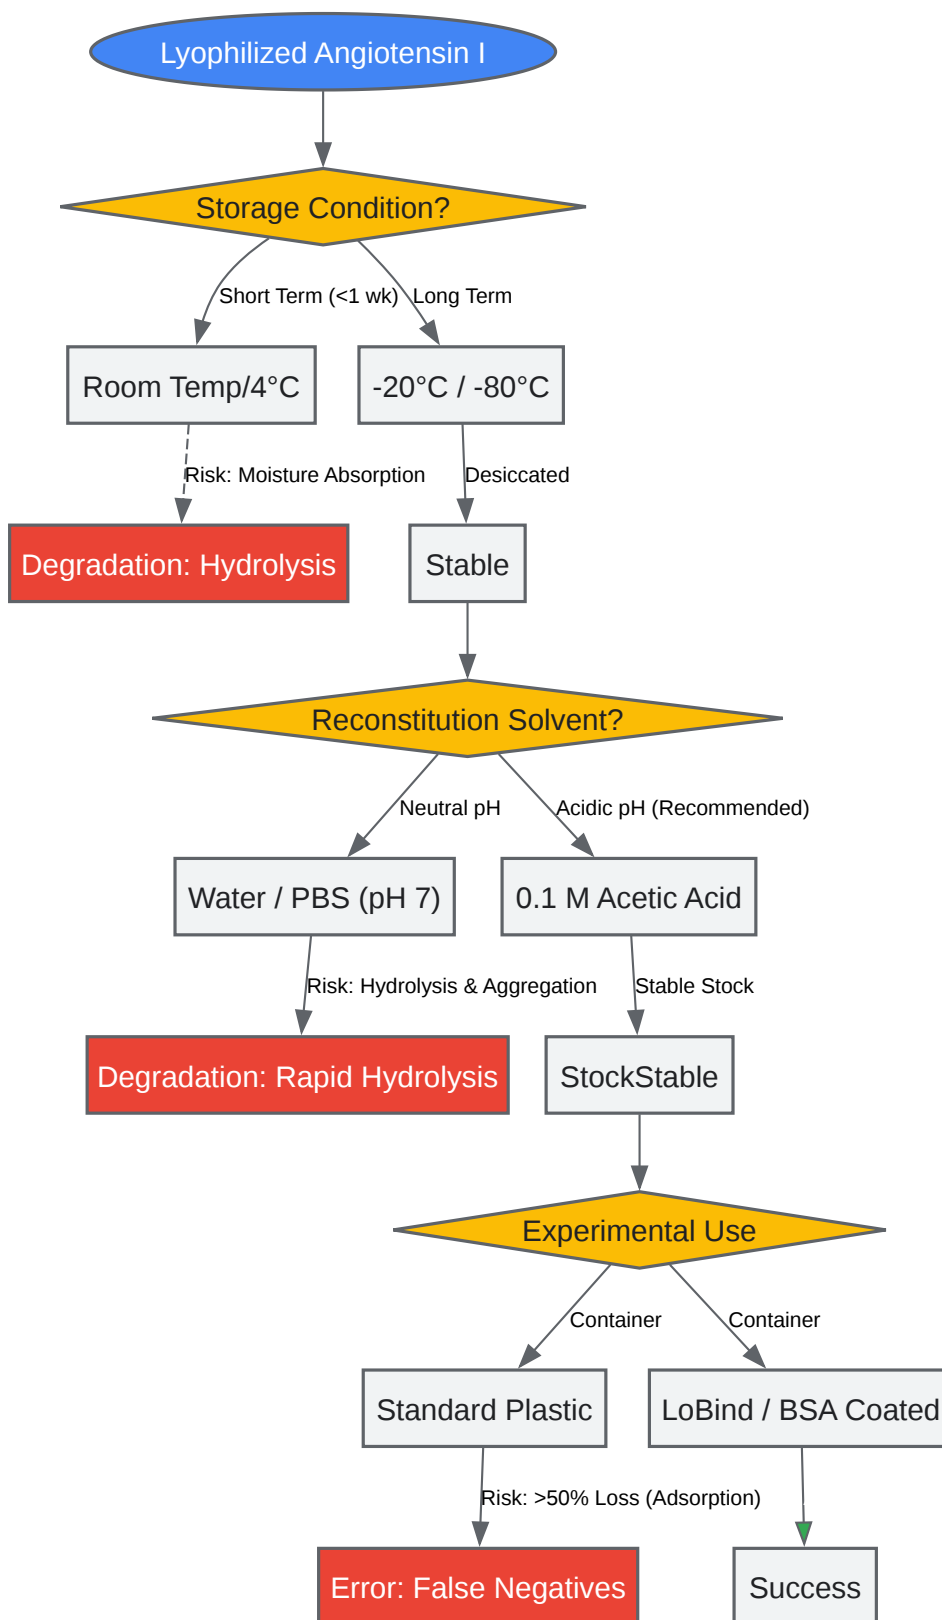 Lyophilized Angiotensin I
Storage Condition?
Short Term (<1 wk)
Long Term
Room Temp/4°C
-20°C / -80°C
Risk: Moisture Absorption
Desiccated
Degradation: Hydrolysis
Stable
Reconstitution Solvent?
Neutral pH
Acidic pH (Recommended)
Water / PBS (pH 7)
0.1 M Acetic Acid
Risk: Hydrolysis & Aggregation
Stable Stock
Degradation: Rapid Hydrolysis
StockStable
Experimental Use
Container
Container
Standard Plastic
LoBind / BSA Coated
Risk: >50% Loss (Adsorption)
Error: False Negatives
Success